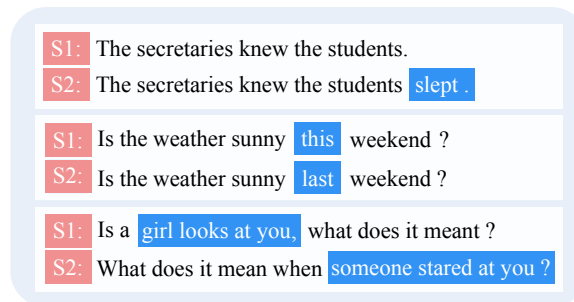 S1: The secretaries knew the students.
S2: The secretaries knew the students slept .
S1: Is the weather sunny this weekend ?
S2: Is the weather sunny last weekend ?
S1: Is a girl looks at you, what does it meant ?
S2: What does it mean when someone stared at you ?